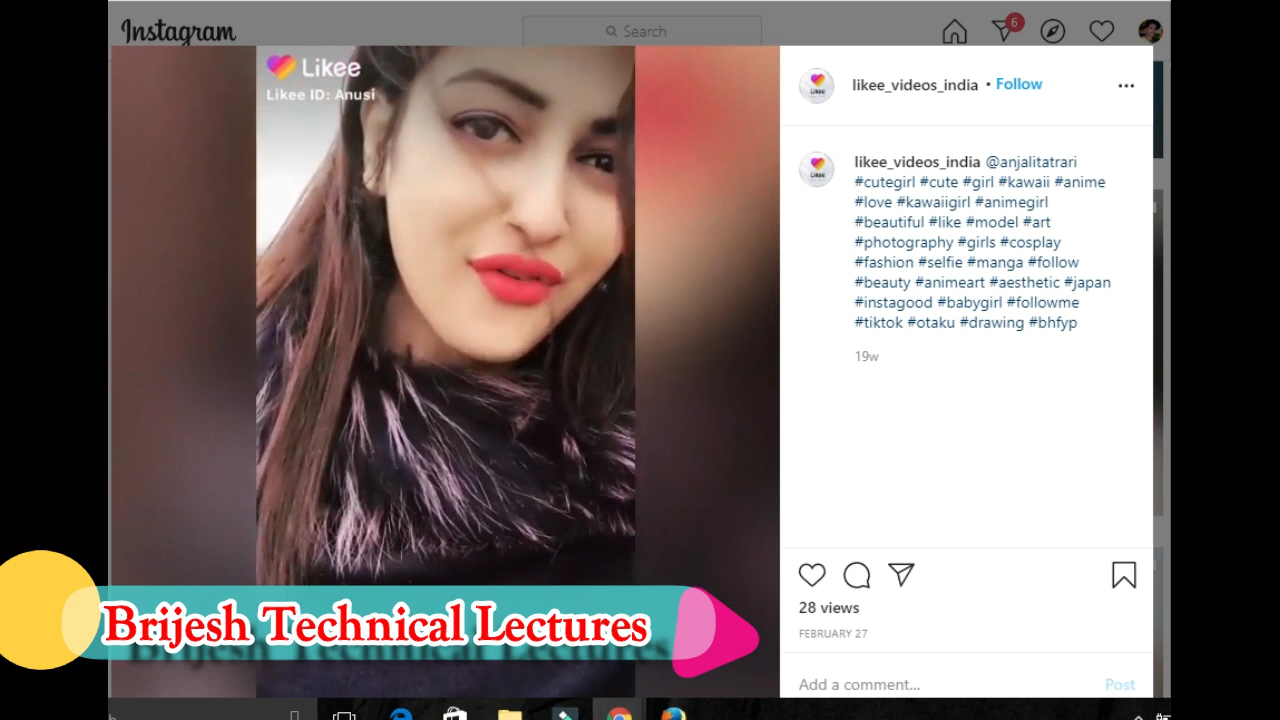 Instagram
Search
6
Likee
Likee ID: Anusi
likee_videos_india • Follow
likee_videos_india @anjalitatrari
#cutegirl #cute #girl #kawaii #anime
#love #kawaiigirl #animegirl
#beautiful #like #model #art
#photography #girls #cosplay
#fashion #selfie #manga #follow
#beauty #animeart #aesthetic #japan
#instagood #babygirl #followme
#tiktok #otaku #drawing #bhfyp
19w
28 views
FEBRUARY 27
Add a comment... Post
Brijesh Technical Lectures